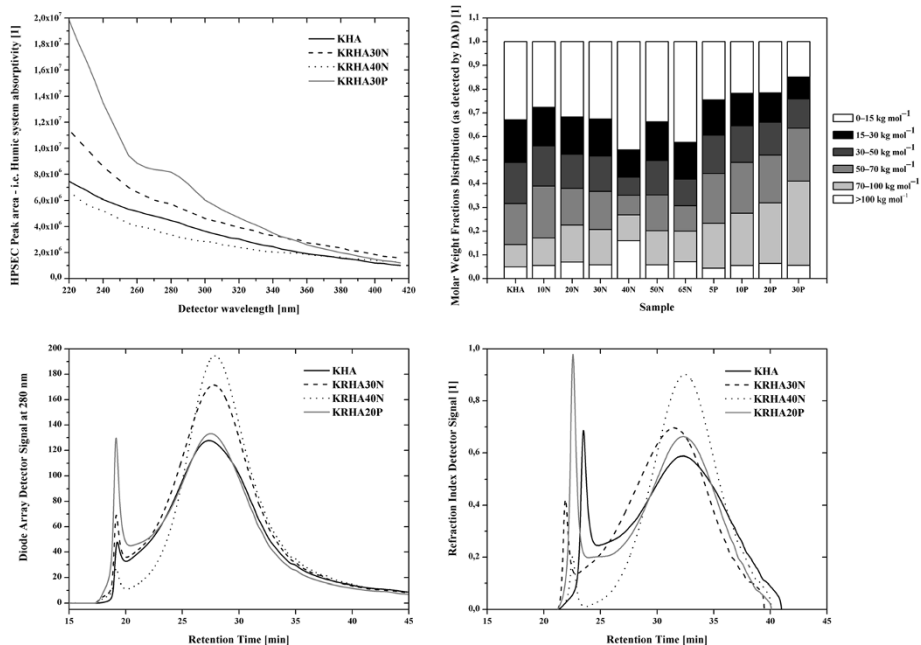 HPSEC Peak area - i.e. Humic system absorptivity [1]
2,0x10⁷
1,8x10⁷
1,6x10⁷
1,4x10⁷
1,2x10⁷
1,0x10⁷
8,0x10⁶
6,0x10⁶
4,0x10⁶
2,0x10⁶
0,0
220 240 260 280 300 320 340 360 380 400 420
Detector wavelength [nm]
KHA
KRHA30N
KRHA40N
KRHA30P
Molar Weight Fractions Distribution (as detected by DAD) [1]
1,1
1,0
0,9
0,8
0,7
0,6
0,5
0,4
0,3
0,2
0,1
0,0
KHA 10N 20N 30N 40N 50N 65N 5P 10P 20P 30P
Sample
0–15 kg mol⁻¹
15–30 kg mol⁻¹
30–50 kg mol⁻¹
50–70 kg mol⁻¹
70–100 kg mol⁻¹
>100 kg mol⁻¹
Diode Array Detector Signal at 280 nm
200
180
160
140
120
100
80
60
40
20
0
15 20 25 30 35 40 45
Retention Time [min]
KHA
KRHA30N
KRHA40N
KRHA20P
Refraction Index Detector Signal [1]
1,0
0,8
0,6
0,4
0,2
0,0
15 20 25 30 35 40 45
Retention Time [min]
KHA
KRHA30N
KRHA40N
KRHA20P